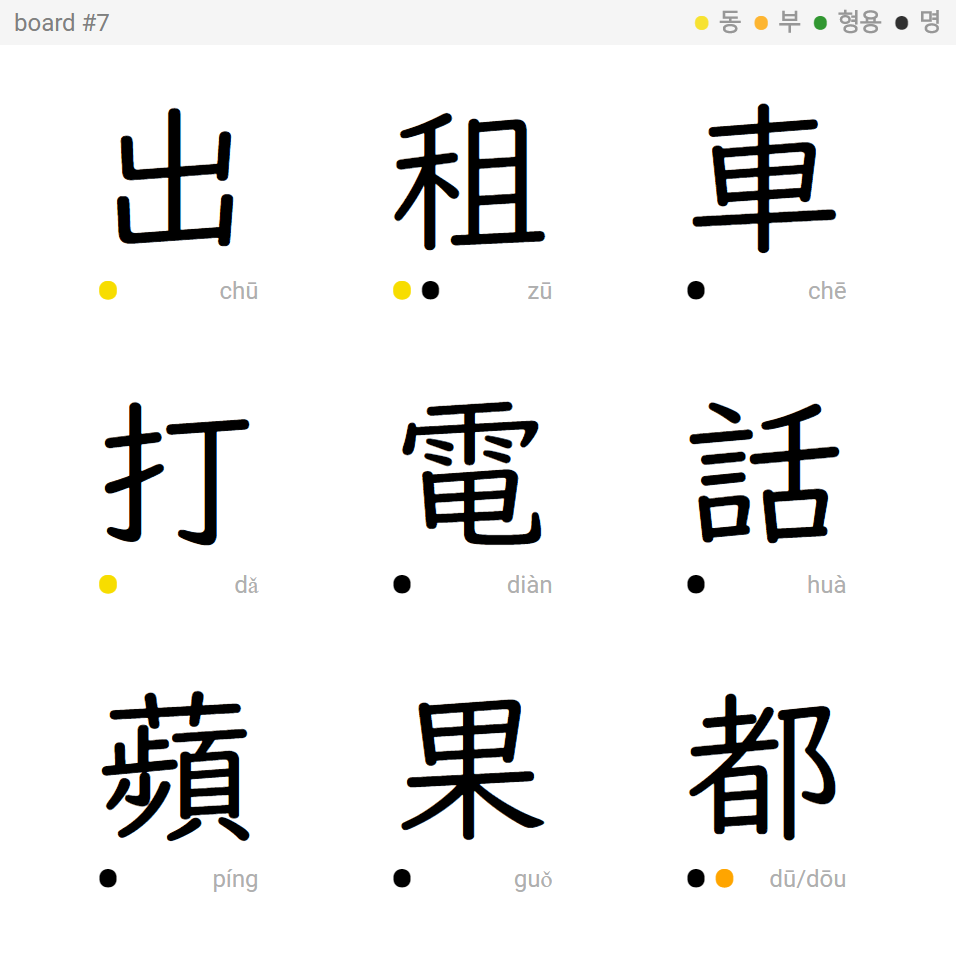 board #7 동 부 형용 명
出 租 車
chū zū chē
打 電 話
dǎ diàn huà
蘋 果 都
píng guǒ dū/dōu